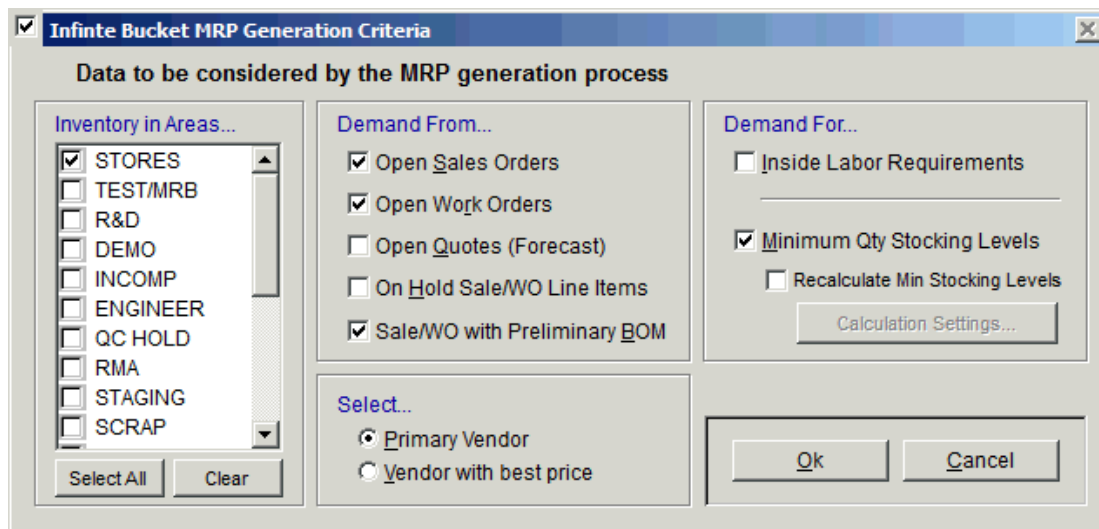 Infinte Bucket MRP Generation Criteria
Data to be considered by the MRP generation process
Inventory in Areas...
STORES
TEST/MRB
R&D
DEMO
INCOMP
ENGINEER
QC HOLD
RMA
STAGING
SCRAP
Select All
Clear
Demand From...
Open Sales Orders
Open Work Orders
Open Quotes (Forecast)
On Hold Sale/WO Line Items
Sale/WO with Preliminary BOM
Select...
Primary Vendor
Vendor with best price
Demand For...
Inside Labor Requirements
Minimum Qty Stocking Levels
Recalculate Min Stocking Levels
Calculation Settings...
Ok
Cancel